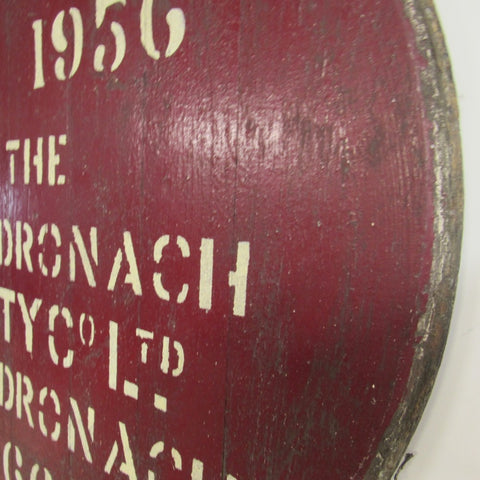 1956
THE
DRONACH
TY Cº LTD
DRONACH